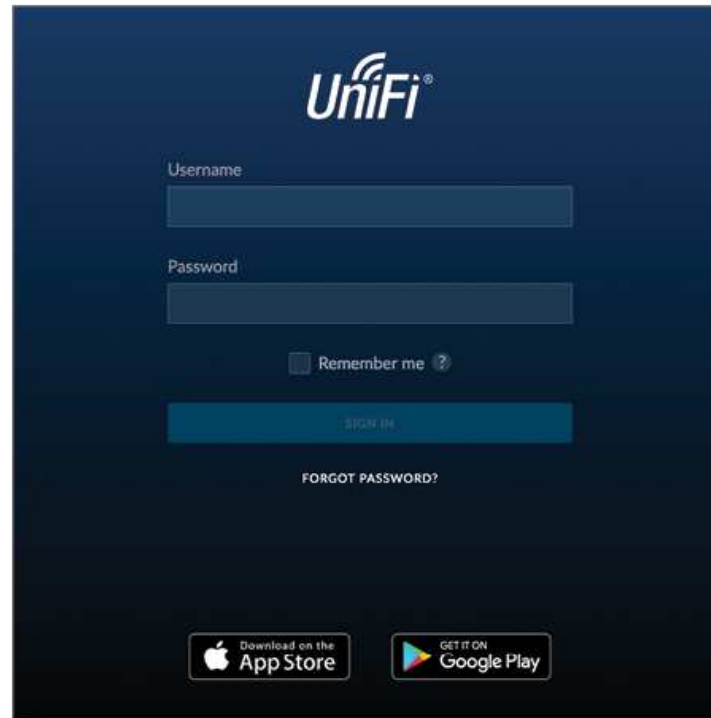 UniFi®
Username
Password
Remember me ?
SIGN IN
FORGOT PASSWORD?
Download on the
App Store
GET IT ON
Google Play